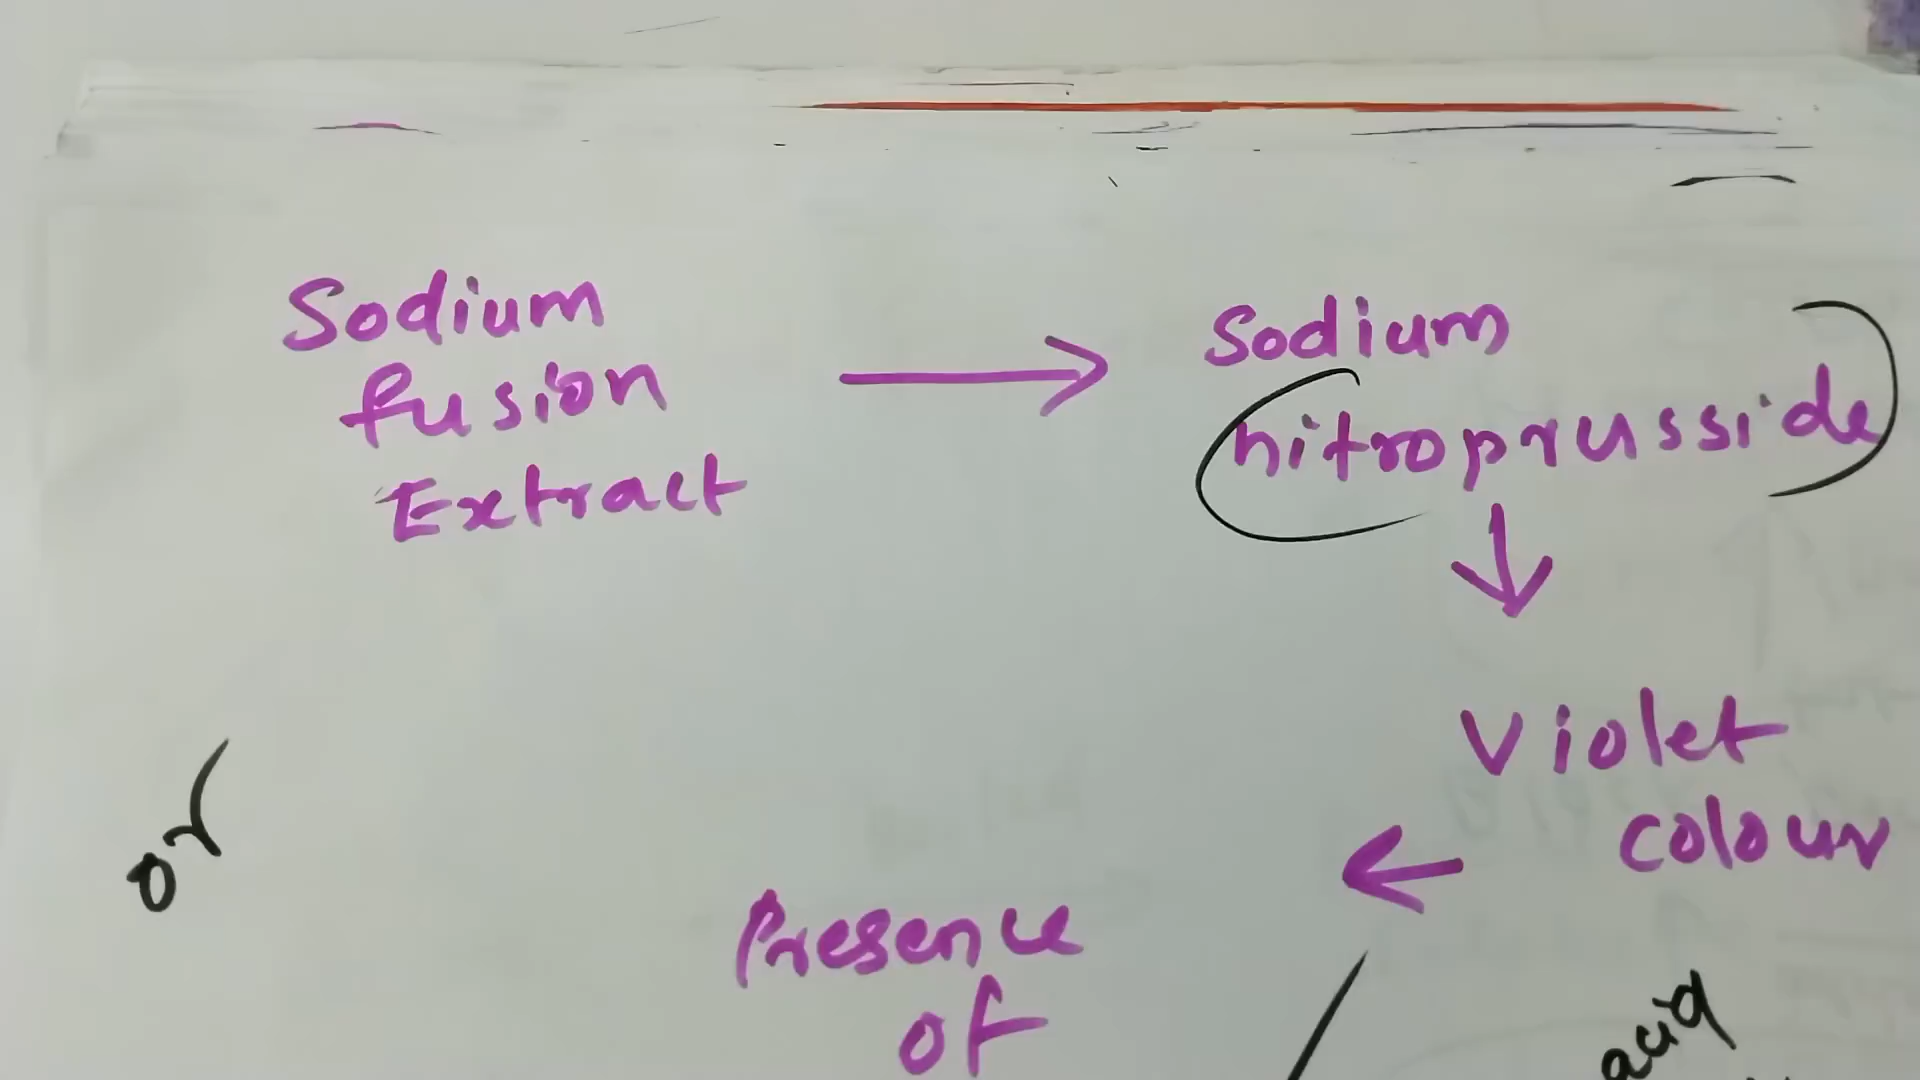 Sodium
fusion
Extract
Sodium
nitroprusside
Violet
colour
or
Presence
of
acid